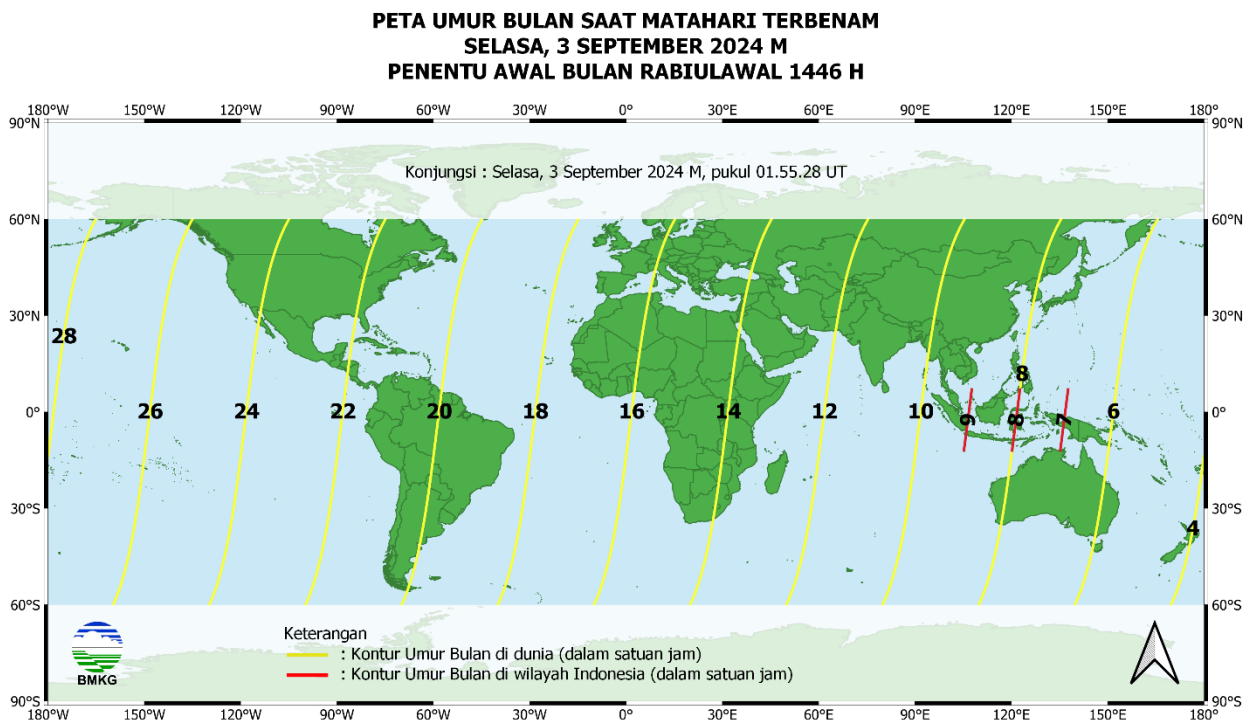 PETA UMUR BULAN SAAT MATAHARI TERBENAM
SELASA, 3 SEPTEMBER 2024 M
PENENTU AWAL BULAN RABIULAWAL 1446 H
180°W 150°W 120°W 90°W 60°W 30°W 0° 30°E 60°E 90°E 120°E 150°E 180°
90°N 90°N
Konjungsi : Selasa, 3 September 2024 M, pukul 01.55.28 UT
60°N 60°N
28
30°N 30°N
8
0° 26 24 22 20 18 16 14 12 10 9 8 7 6 0°
30°S 30°S
4
60°S 60°S
Keterangan
: Kontur Umur Bulan di dunia (dalam satuan jam)
: Kontur Umur Bulan di wilayah Indonesia (dalam satuan jam)
BMKG
90°S 90°S
180°W 150°W 120°W 90°W 60°W 30°W 0° 30°E 60°E 90°E 120°E 150°E 180°